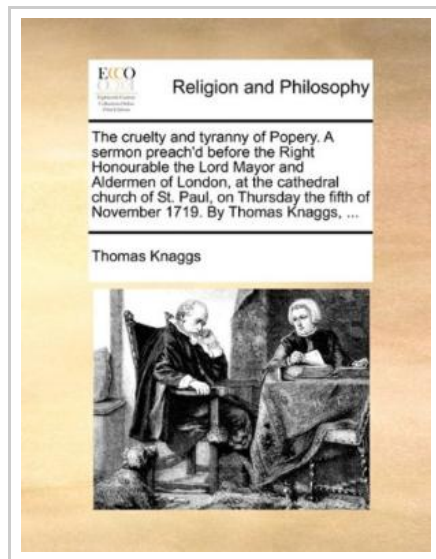 ECCO
Religion and Philosophy
The cruelty and tyranny of Popery. A
sermon preach'd before the Right
Honourable the Lord Mayor and
Aldermen of London, at the cathedral
church of St. Paul, on Thursday the fifth of
November 1719. By Thomas Knaggs, ...
Thomas Knaggs